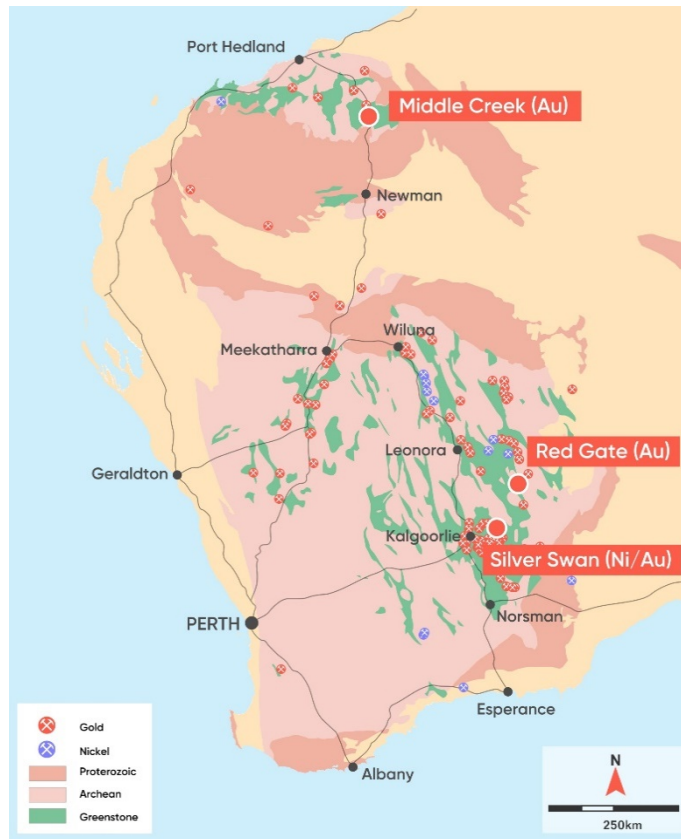 Port Hedland
Middle Creek (Au)
Newman
Meekatharra
Wiluna
Leonora
Red Gate (Au)
Geraldton
Kalgoorlie
Silver Swan (Ni/Au)
PERTH
Norsman
Esperance
Albany
Gold
Nickel
Proterozoic
Archean
Greenstone
N
250km